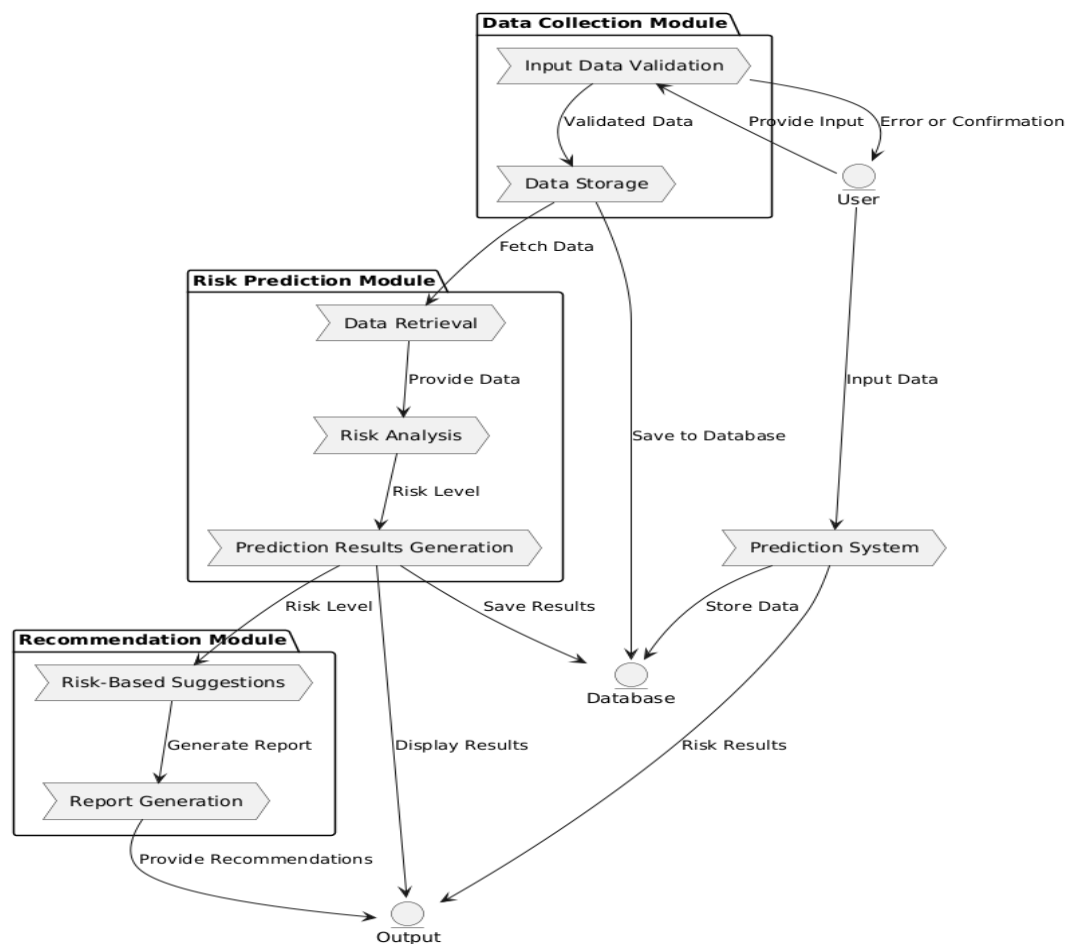 Data Collection Module
Input Data Validation
Validated Data
Provide Input
Error or Confirmation
Data Storage
User
Fetch Data
Risk Prediction Module
Data Retrieval
Provide Data
Input Data
Risk Analysis
Save to Database
Risk Level
Prediction Results Generation
Prediction System
Risk Level
Save Results
Store Data
Recommendation Module
Risk-Based Suggestions
Database
Generate Report
Display Results
Risk Results
Report Generation
Provide Recommendations
Output